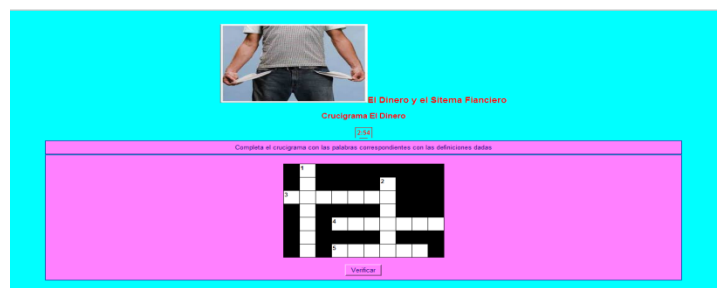 El Dinero y el Sitema Fianciero
Crucigrama El Dinero
2:54
Completa el crucigrama con las palabras correspondientes con las definiciones dadas
1
2
3
4
5
Verificar